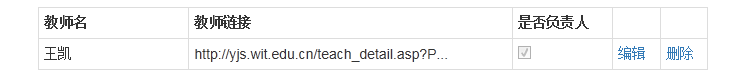 教师名 教师链接 是否负责人
王凯 http://yjs.wit.edu.cn/teach_detail.asp?P... 编辑 删除